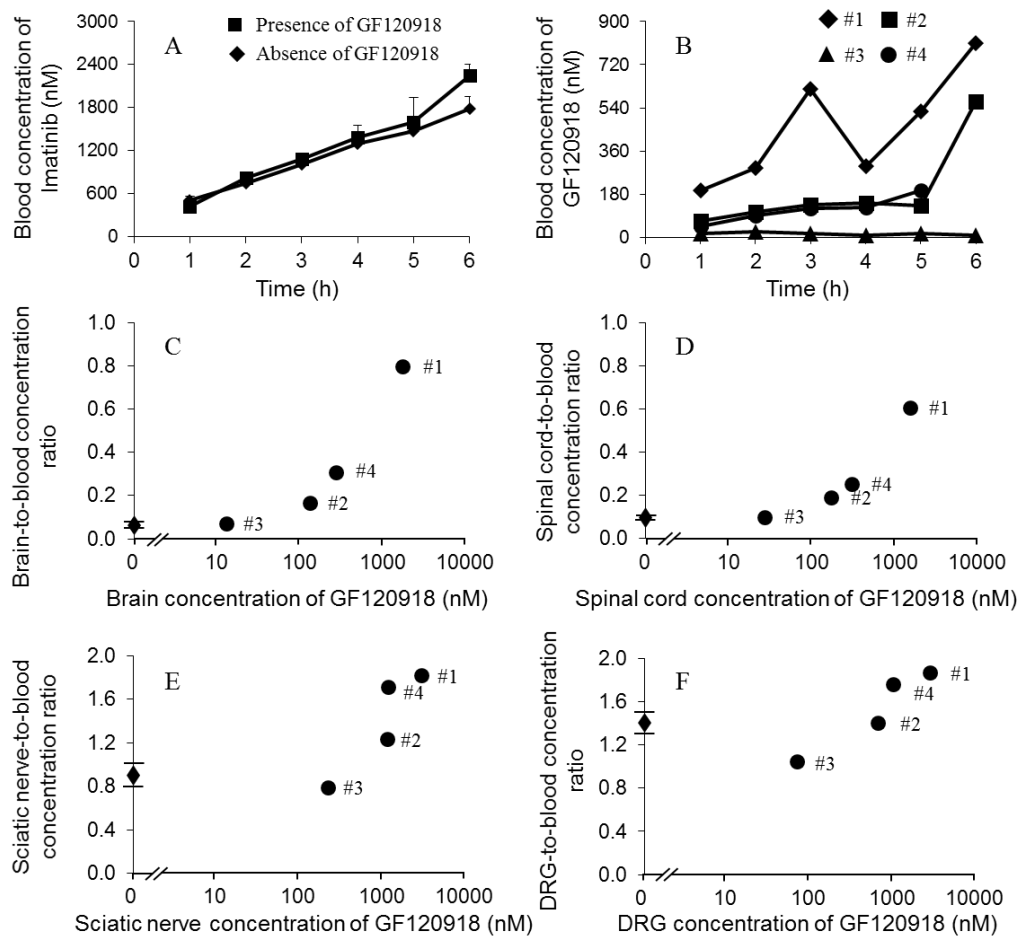 Blood concentration of
Imatinib (nM)
3000
2400
1800
1200
600
0
A
Presence of GF120918
Absence of GF120918
0 1 2 3 4 5 6
Time (h)
Blood concentration of
GF120918 (nM)
900
720
540
360
180
0
B
#1 #2
#3 #4
0 1 2 3 4 5 6
Time (h)
Brain-to-blood concentration
ratio
1.0
0.8
0.6
0.4
0.2
0.0
C
#1
#4
#2
#3
0 10 100 1000 10000
Brain concentration of GF120918 (nM)
Spinal cord-to-blood
concentration ratio
1.0
0.8
0.6
0.4
0.2
0.0
D
#1
#4
#2
#3
0 10 100 1000 10000
Spinal cord concentration of GF120918 (nM)
Sciatic nerve-to-blood
concentration ratio
2.0
1.6
1.2
0.8
0.4
0.0
E
#1
#4
#2
#3
0 10 100 1000 10000
Sciatic nerve concentration of GF120918 (nM)
DRG-to-blood concentration
ratio
2.0
1.6
1.2
0.8
0.4
0.0
F
#1
#4
#2
#3
0 10 100 1000 10000
DRG concentration of GF120918 (nM)